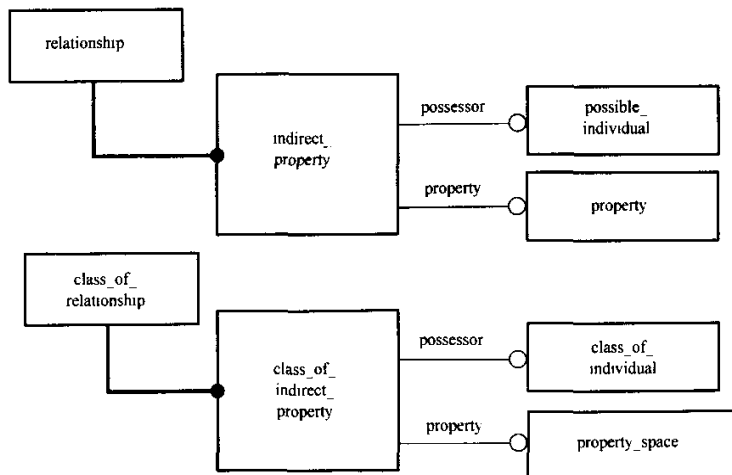 relationship
indirect_
property
possessor
possible_
individual
property
property
class_of_
relationship
class_of_
indirect_
property
possessor
class_of_
individual
property
property_space